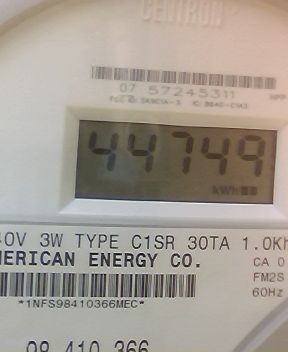 CENTRON
07 57245311
44749
kWh
40V 3W TYPE C1SR 30TA 1.0Kh
MERICAN ENERGY CO.
CA 0
FM2S
60Hz
*1NFS98410366MEC*
98 410 366